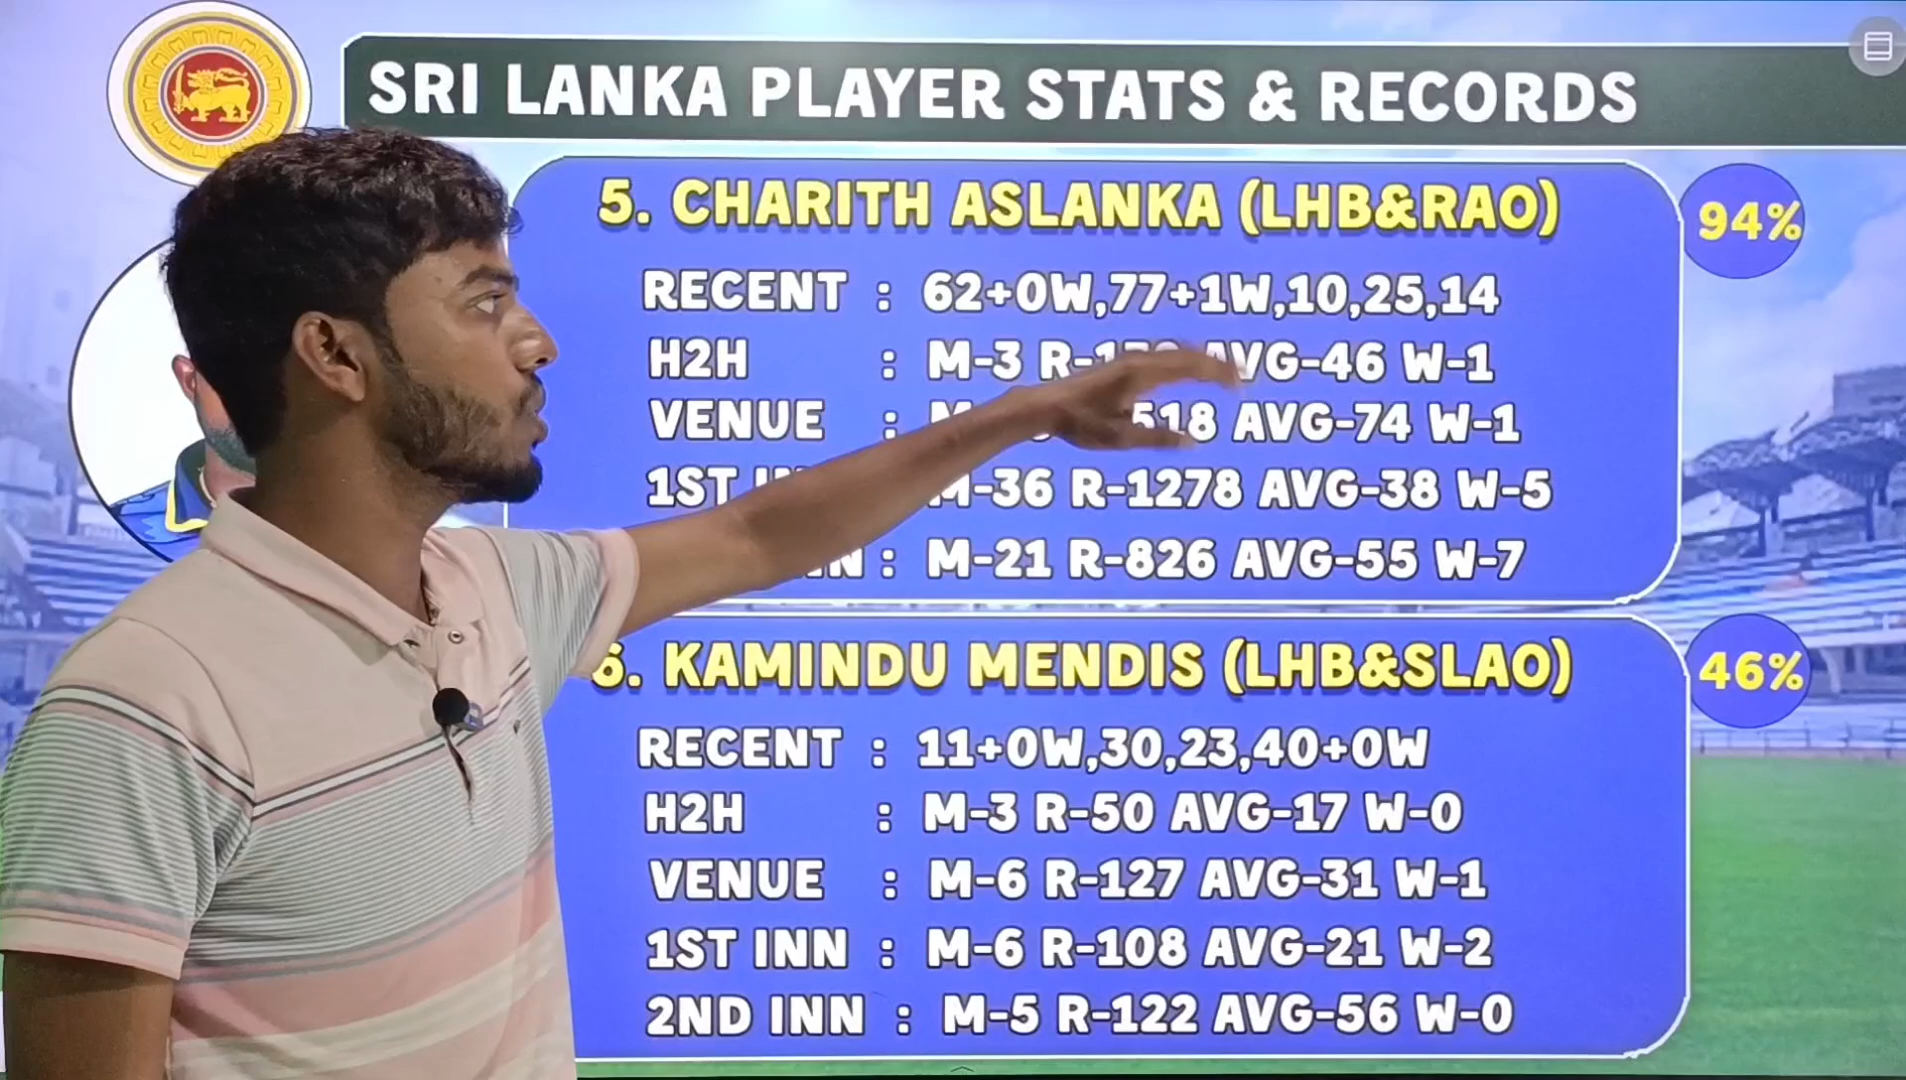 SRI LANKA PLAYER STATS & RECORDS
5. CHARITH ASLANKA (LHB&RAO)
94%
RECENT : 62+0W,77+1W,10,25,14
H2H : M-3 AVG-46 W-1
VENUE : 518 AVG-74 W-1
1ST : M-36 R-1278 AVG-38 W-5
: M-21 R-826 AVG-55 W-7
6. KAMINDU MENDIS (LHB&SLAO)
46%
RECENT : 11+0W,30,23,40+0W
H2H : M-3 R-50 AVG-17 W-0
VENUE : M-6 R-127 AVG-31 W-1
1ST INN : M-6 R-108 AVG-21 W-2
2ND INN : M-5 R-122 AVG-56 W-0